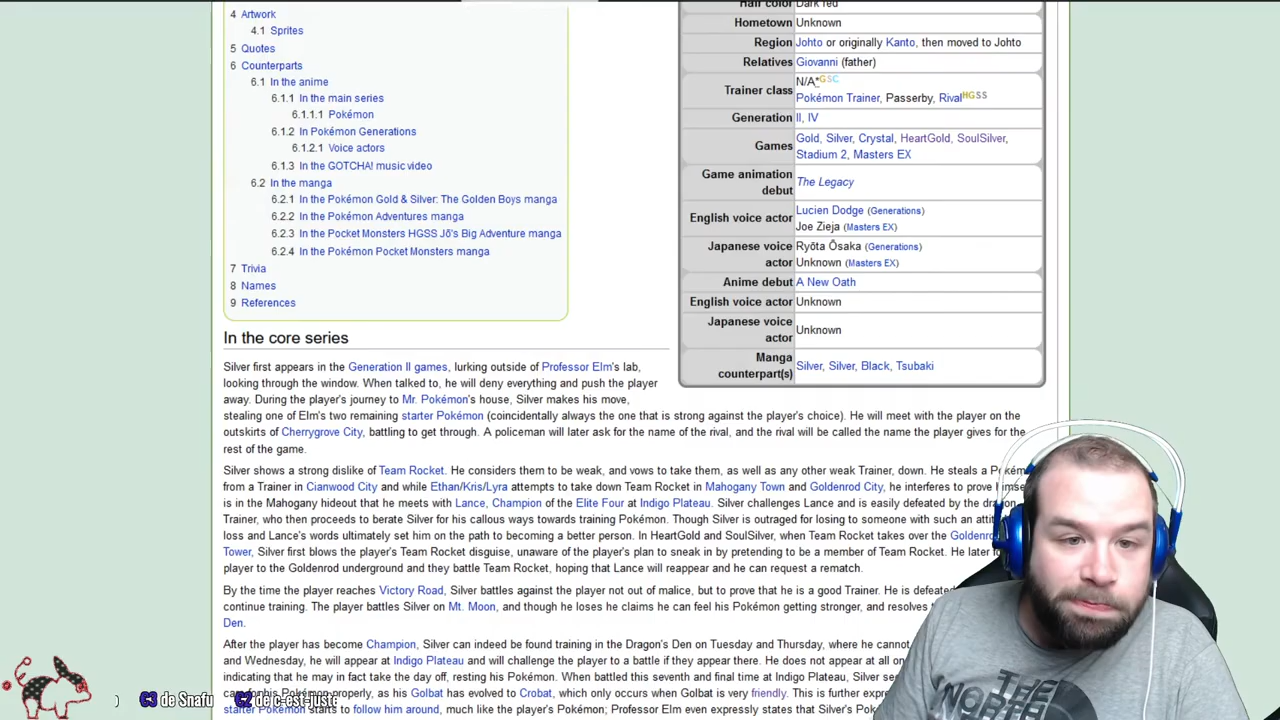 4 Artwork
4.1 Sprites
5 Quotes
6 Counterparts
6.1 In the anime
6.1.1 In the main series
6.1.1.1 Pokémon
6.1.2 In Pokémon Generations
6.1.2.1 Voice actors
6.1.3 In the GOTCHA! music video
6.2 In the manga
6.2.1 In the Pokémon Gold & Silver: The Golden Boys manga
6.2.2 In the Pokémon Adventures manga
6.2.3 In the Pocket Monsters HGSS Jō's Big Adventure manga
6.2.4 In the Pokémon Pocket Monsters manga
7 Trivia
8 Names
9 References
Hair color Dark red
Hometown Unknown
Region Johto or originally Kanto, then moved to Johto
Relatives Giovanni (father)
Trainer class N/A*GSC
Pokémon Trainer, Passerby, RivalHGSS
Generation II, IV
Games Gold, Silver, Crystal, HeartGold, SoulSilver,
Stadium 2, Masters EX
Game animation
debut The Legacy
English voice actor Lucien Dodge (Generations)
Joe Zieja (Masters EX)
Japanese voice
actor Ryōta Ōsaka (Generations)
Unknown (Masters EX)
Anime debut A New Oath
English voice actor Unknown
Japanese voice
actor Unknown
Manga
counterpart(s) Silver, Silver, Black, Tsubaki
In the core series
Silver first appears in the Generation II games, lurking outside of Professor Elm's lab,
looking through the window. When talked to, he will deny everything and push the player
away. During the player's journey to Mr. Pokémon's house, Silver makes his move,
stealing one of Elm's two remaining starter Pokémon (coincidentally always the one that is strong against the player's choice). He will meet with the player on the
outskirts of Cherrygrove City, battling to get through. A policeman will later ask for the name of the rival, and the rival will be called the name the player gives for the
rest of the game.
Silver shows a strong dislike of Team Rocket. He considers them to be weak, and vows to take them, as well as any other weak Trainer, down. He steals a Pokém
from a Trainer in Cianwood City and while Ethan/Kris/Lyra attempts to take down Team Rocket in Mahogany Town and Goldenrod City, he interferes to prove himse
is in the Mahogany hideout that he meets with Lance, Champion of the Elite Four at Indigo Plateau. Silver challenges Lance and is easily defeated by the dragon
Trainer, who then proceeds to berate Silver for his callous ways towards training Pokémon. Though Silver is outraged for losing to someone with such an attit
loss and Lance's words ultimately set him on the path to becoming a better person. In HeartGold and SoulSilver, when Team Rocket takes over the Goldenro
Tower, Silver first blows the player's Team Rocket disguise, unaware of the player's plan to sneak in by pretending to be a member of Team Rocket. He later fo
player to the Goldenrod underground and they battle Team Rocket, hoping that Lance will reappear and he can request a rematch.
By the time the player reaches Victory Road, Silver battles against the player not out of malice, but to prove that he is a good Trainer. He is defeate
continue training. The player battles Silver on Mt. Moon, and though he loses he claims he can feel his Pokémon getting stronger, and resolves t
Den.
After the player has become Champion, Silver can indeed be found training in the Dragon's Den on Tuesday and Thursday, where he cannot
and Wednesday, he will appear at Indigo Plateau and will challenge the player to a battle if they appear there. He does not appear at all on
indicating that he may in fact take the day off, resting his Pokémon. When battled this seventh and final time at Indigo Plateau, Silver se
for his Pokémon properly, as his Golbat has evolved to Crobat, which only occurs when Golbat is very friendly. This is further expre
starter Pokémon starts to follow him around, much like the player's Pokémon; Professor Elm even expressly states that Silver's Pok
G3 de Snafu G2 de c-est-juste
THE
NORTH